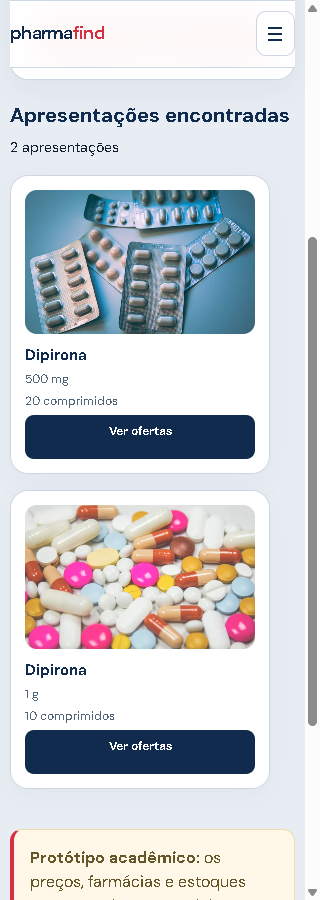 pharmafind
Apresentações encontradas
2 apresentações
Dipirona
500 mg
20 comprimidos
Ver ofertas
Dipirona
1 g
10 comprimidos
Ver ofertas
Protótipo acadêmico: os
preços, farmácias e estoques